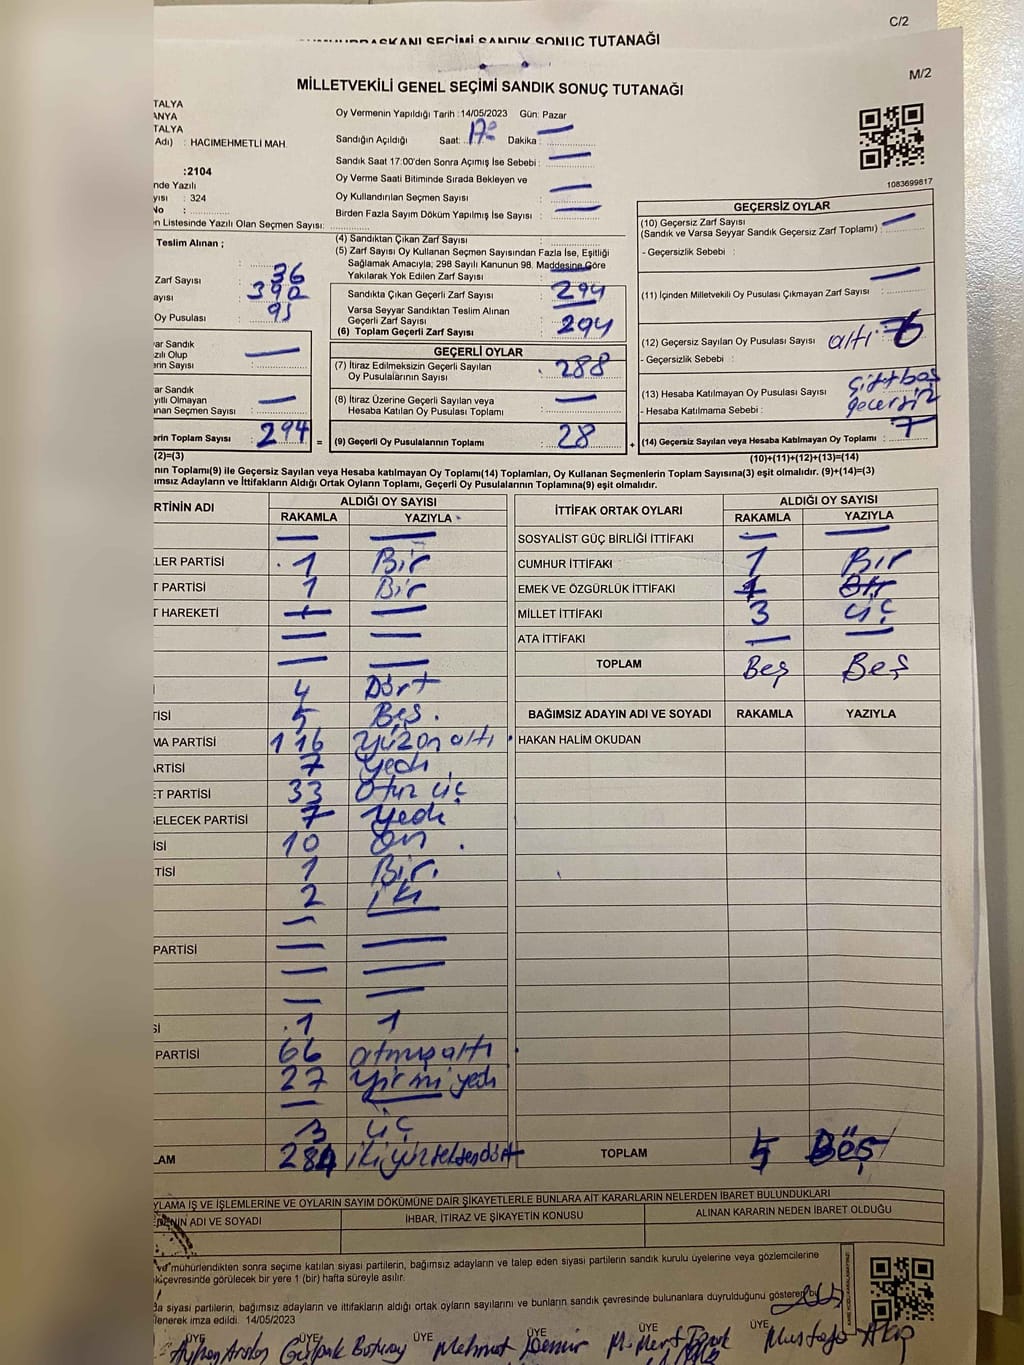 C/2
SEÇİMİ SANDIK SONUÇ TUTANAĞI
MİLLETVEKİLİ GENEL SEÇİMİ SANDIK SONUÇ TUTANAĞI
M/2
TALYA
ANYA
TALYA
Adı) : HACIMEHMETLİ MAH.
:2104
nde Yazılı
yısı : 324
No :
n Listesinde Yazılı Olan Seçmen Sayısı:
Oy Vermenin Yapıldığı Tarih :14/05/2023 Gün: Pazar
Sandığın Açıldığı Saat: Dakika : —
Sandık Saat 17:00'den Sonra Açımış İse Sebebi : —
Oy Verme Saati Bitiminde Sırada Bekleyen ve
Oy Kullandırılan Seçmen Sayısı : —
Birden Fazla Sayım Döküm Yapılmış İse Sayısı : —
1083699817
Teslim Alınan ;
: 36
Zarf Sayısı : 390
ayısı : 95
Oy Pusulası
ar Sandık
zılı Olup
erin Sayısı : —
ar Sandık
yıtlı Olmayan
nan Seçmen Sayısı : —
erin Toplam Sayısı : 294 =
(2)=(3)
(4) Sandıktan Çıkan Zarf Sayısı :
(5) Zarf Sayısı Oy Kullanan Seçmen Sayısından Fazla İse, Eşitliği
Sağlamak Amacıyla; 298 Sayılı Kanunun 98. Maddesine Göre
Yakılarak Yok Edilen Zarf Sayısı : —
Sandıkta Çıkan Geçerli Zarf Sayısı : 294
Varsa Seyyar Sandıktan Teslim Alınan
Geçerli Zarf Sayısı :
(6) Toplam Geçerli Zarf Sayısı : 294
GEÇERLİ OYLAR
(7) İtiraz Edilmeksizin Geçerli Sayılan
Oy Pusulalarının Sayısı : 288
(8) İtiraz Üzerine Geçerli Sayılan veya
Hesaba Katılan Oy Pusulası Toplamı : —
(9) Geçerli Oy Pusulalarının Toplamı : 28 +
GEÇERSİZ OYLAR
(10) Geçersiz Zarf Sayısı
(Sandık ve Varsa Seyyar Sandık Geçersiz Zarf Toplamı) : —
- Geçersizlik Sebebi :
(11) İçinden Milletvekili Oy Pusulası Çıkmayan Zarf Sayısı : —
(12) Geçersiz Sayılan Oy Pusulası Sayısı : altı 6
- Geçersizlik Sebebi :
(13) Hesaba Katılmayan Oy Pusulası Sayısı :
- Hesaba Katılmama Sebebi : geçersiz
(14) Geçersiz Sayılan veya Hesaba Katılmayan Oy Toplamı : 7
(10)+(11)+(12)+(13)=(14)
nının Toplamı(9) ile Geçersiz Sayılan veya Hesaba katılmayan Oy Toplamı(14) Toplamları, Oy Kullanan Seçmenlerin Toplam Sayısına(3) eşit olmalıdır. (9)+(14)=(3)
ımsız Adayların ve İttifakların Aldığı Ortak Oyların Toplamı, Geçerli Oy Pusulalarının Toplamına(9) eşit olmalıdır.
RTİNİN ADI ALDIĞI OY SAYISI
RAKAMLA YAZIYLA
— —
LER PARTİSİ 1 Bir
T PARTİSİ 1 Bir
T HAREKETİ — —
— —
— —
4 Dört
TİSİ 5 Beş
MA PARTİSİ 116 Yüzon altı
ARTİSİ 7 Yedi
ET PARTİSİ 33 Otuz üç
GELECEK PARTİSİ 7 Yedi
İSİ 10 On
TİSİ 1 Bir
2 iki
—
PARTİSİ — —
— —
— —
Sİ 1 1
PARTİSİ 66 atmış altı
27 Yirmi yedi
—
3 üç
LAM 284 ikiyüzseksendört
İTTİFAK ORTAK OYLARI ALDIĞI OY SAYISI
RAKAMLA YAZIYLA
SOSYALİST GÜÇ BİRLİĞİ İTTİFAKI — —
CUMHUR İTTİFAKI 1 Bir
EMEK VE ÖZGÜRLÜK İTTİFAKI 1
MİLLET İTTİFAKI 3 üç
ATA İTTİFAKI — —
TOPLAM Beş Beş
BAĞIMSIZ ADAYIN ADI VE SOYADI RAKAMLA YAZIYLA
HAKAN HALİM OKUDAN
TOPLAM 5 Beş
YLAMA İŞ VE İŞLEMLERİNE VE OYLARIN SAYIM DÖKÜMÜNE DAİR ŞİKAYETLERLE BUNLARA AİT KARARLARIN NELERDEN İBARET BULUNDUKLARI
ENİN ADI VE SOYADI İHBAR, İTİRAZ VE ŞİKAYETİN KONUSU ALINAN KARARIN NEDEN İBARET OLDUĞU
ve mühürlendikten sonra seçime katılan siyasi partilerin, bağımsız adayların ve talep eden siyasi partilerin sandık kurulu üyelerine veya gözlemcilerine
k çevresinde görülecek bir yere 1 (bir) hafta süreyle asılır.
da siyasi partilerin, bağımsız adayların ve ittifakların aldığı ortak oyların sayılarını ve bunların sandık çevresinde bulunanlara duyrulduğunu gösteren bu
lenerek imza edildi. 14/05/2023
ÜYE ÜYE ÜYE ÜYE ÜYE
Ayhan Arslan Mehmet Demir M. Mert Mustafa